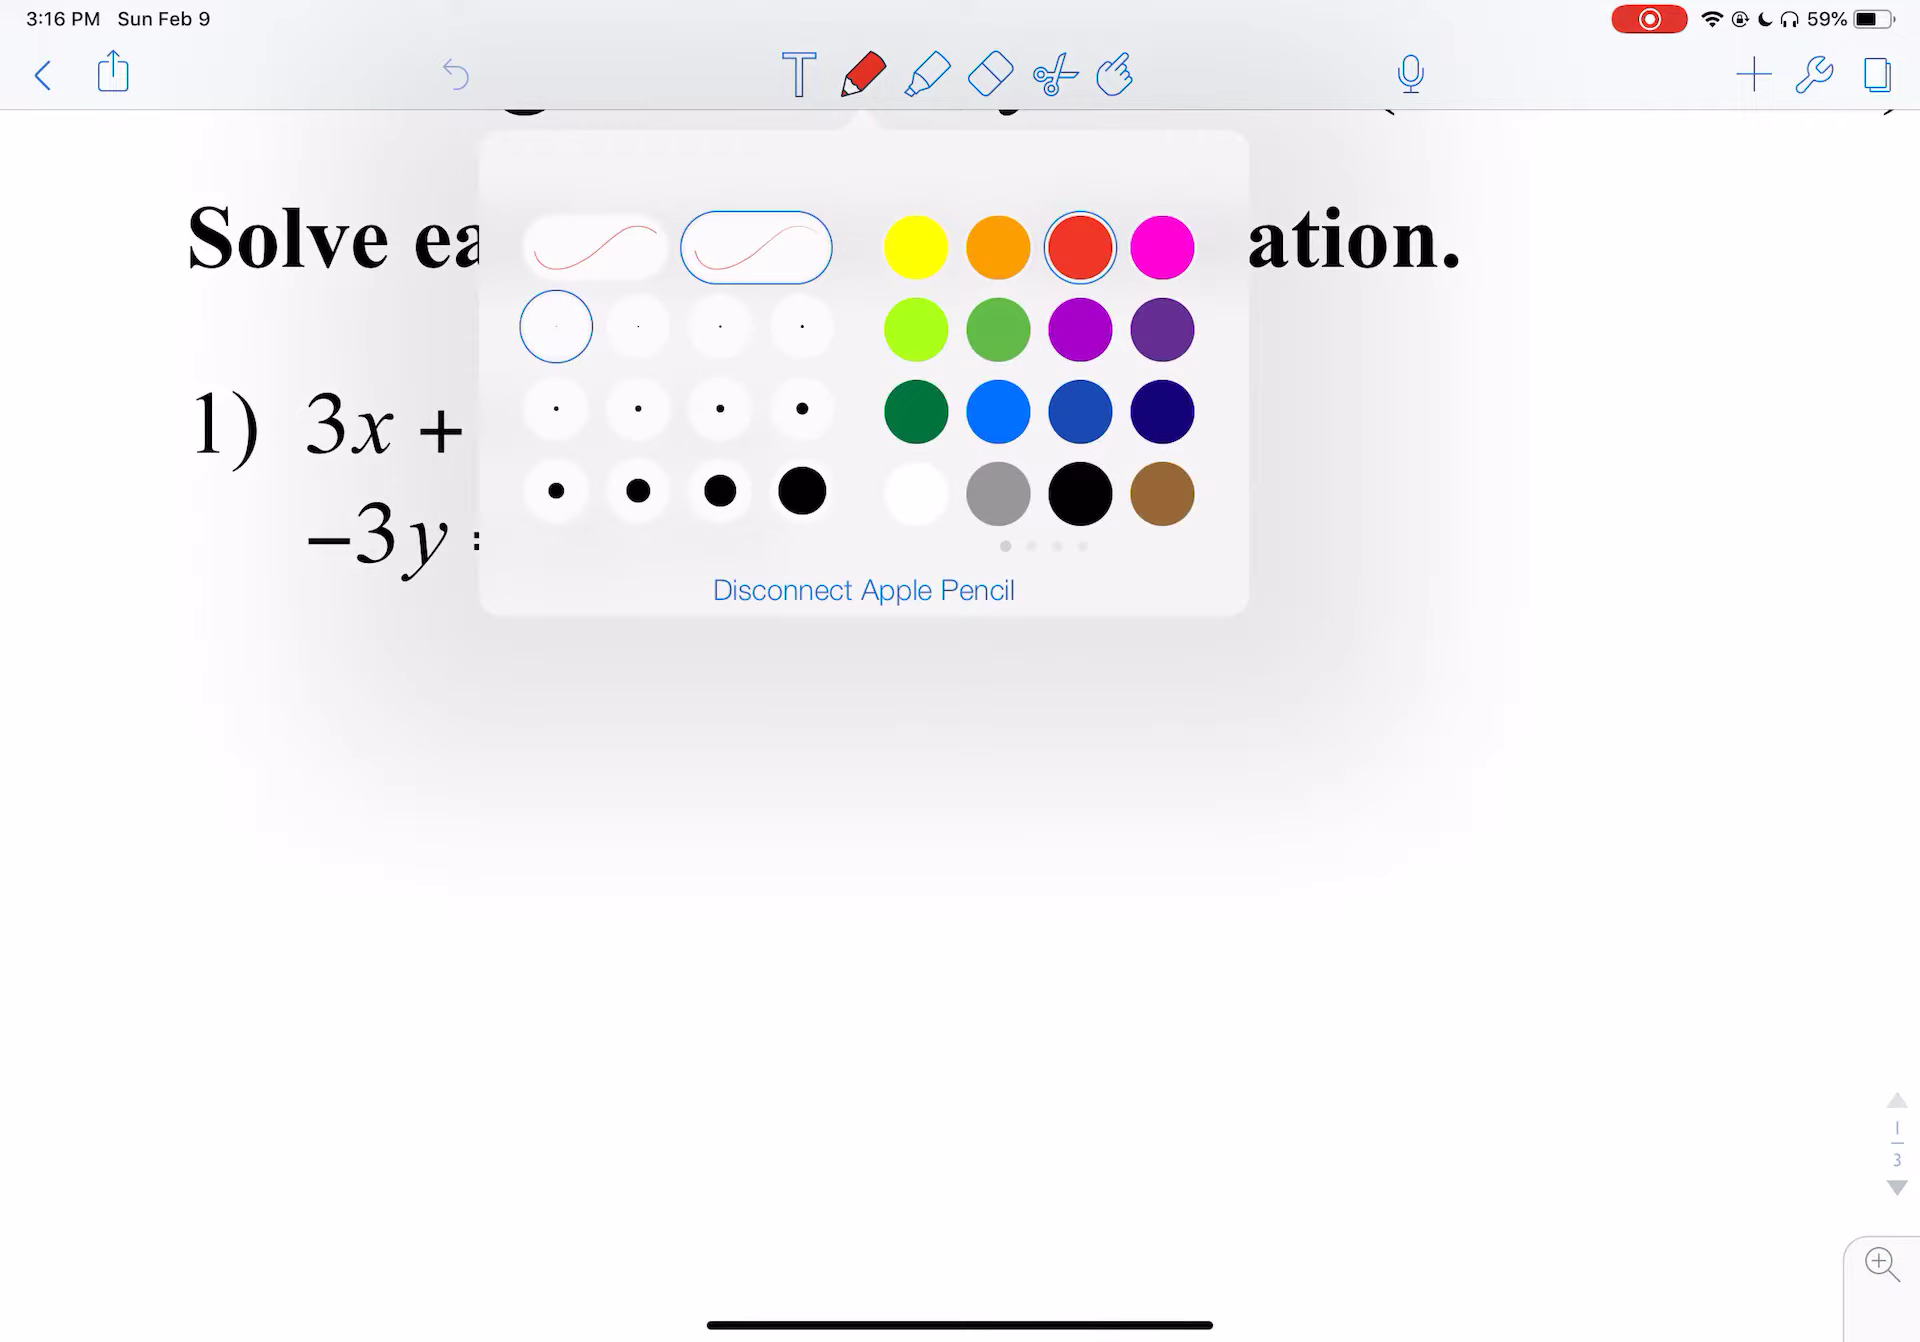 3:16 PM Sun Feb 9 59%
Solve ea ation.
1) 3x +
−3y =
Disconnect Apple Pencil
1
3